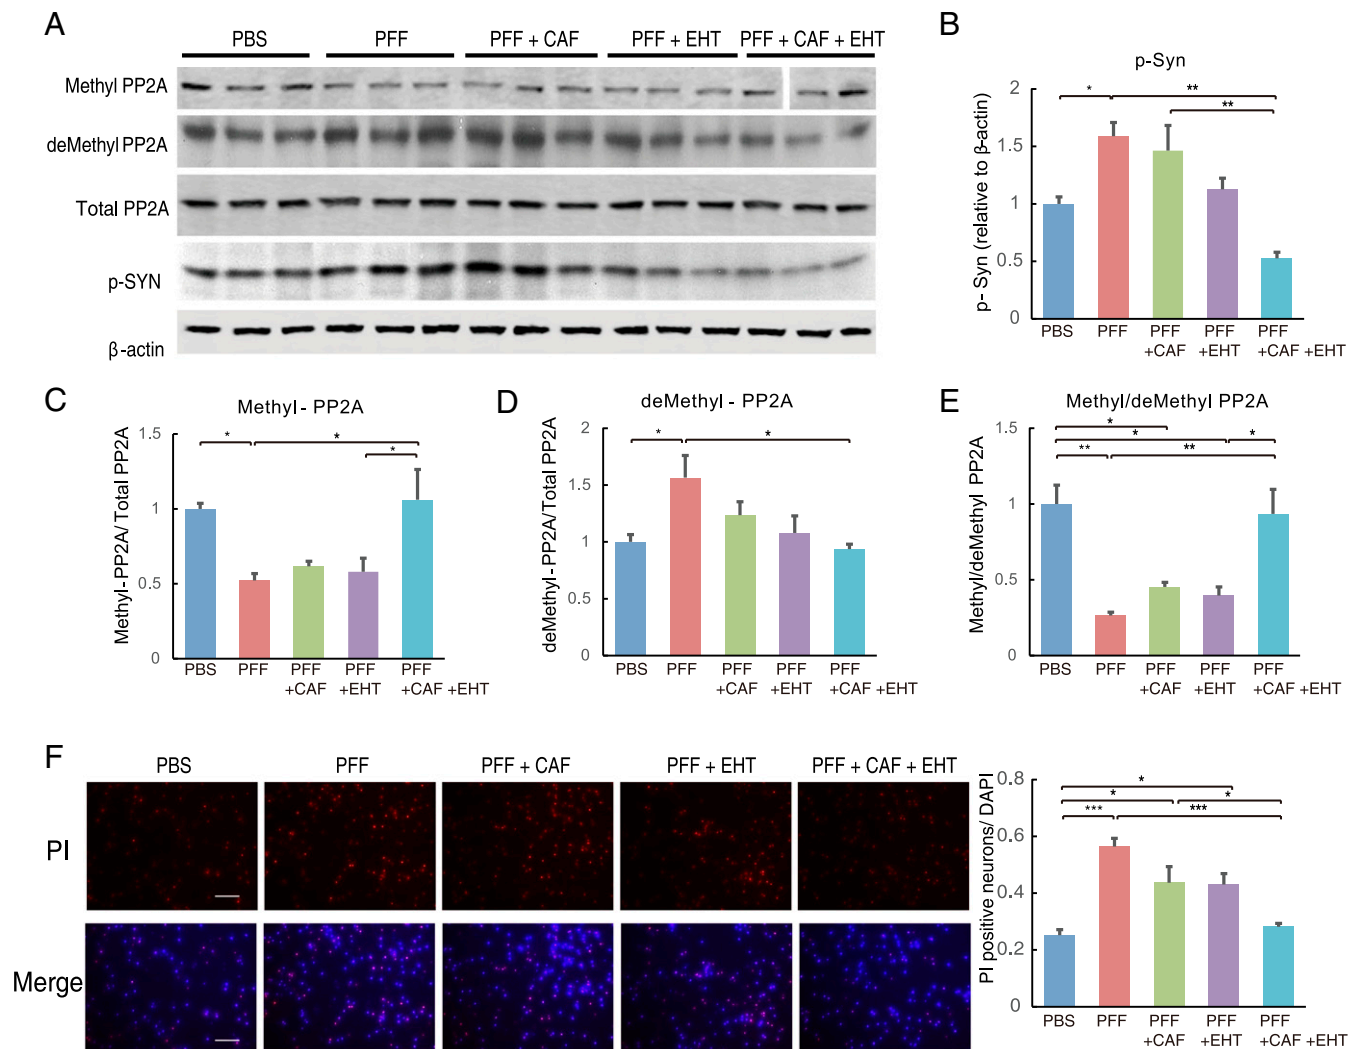 A
PBS PFF PFF + CAF PFF + EHT PFF + CAF + EHT
Methyl PP2A
deMethyl PP2A
Total PP2A
p-SYN
β-actin
B
p-Syn
p- Syn (relative to β-actin)
2
1.5
1
0.5
0
* ** **
PBS PFF PFF PFF PFF
+CAF +EHT +CAF +EHT
C
Methyl - PP2A
Methyl-PP2A/ Total PP2A
1.5
1
0.5
0
* * *
PBS PFF PFF PFF PFF
+CAF +EHT +CAF +EHT
D
deMethyl - PP2A
deMethyl -PP2A/Total PP2A
2
1.5
1
0.5
0
* *
PBS PFF PFF PFF PFF
+CAF +EHT +CAF +EHT
E
Methyl/deMethyl PP2A
Methyl/deMethyl PP2A
1.5
1
0.5
0
*
* *
** **
PBS PFF PFF PFF PFF
+CAF +EHT +CAF +EHT
F
PBS PFF PFF + CAF PFF + EHT PFF + CAF + EHT
PI
Merge
PI positive neurons/ DAPI
0.8
0.6
0.4
0.2
0
*
* *
*** ***
PBS PFF PFF PFF PFF
+CAF +EHT +CAF +EHT